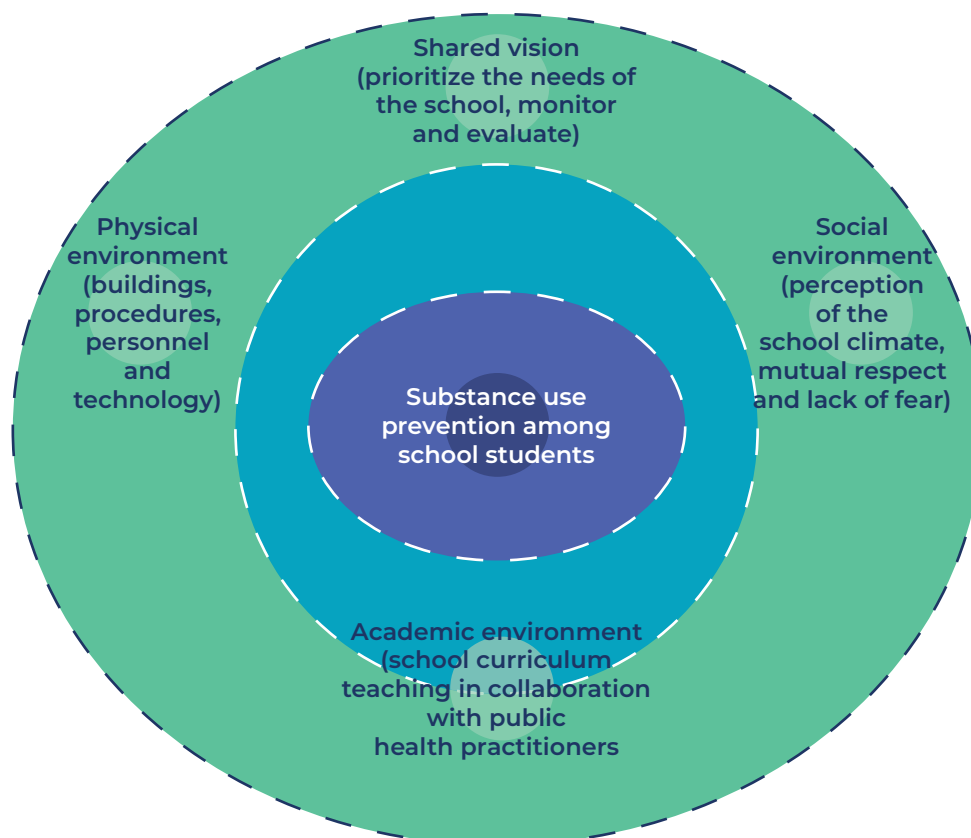 Shared vision
(prioritize the needs of
the school, monitor
and evaluate)
Physical
environment
(buildings,
procedures,
personnel
and
technology)
Social
environment
(perception
of the
school climate,
mutual respect
and lack of fear)
Substance use
prevention among
school students
Academic environment
(school curriculum
teaching in collaboration
with public
health practitioners